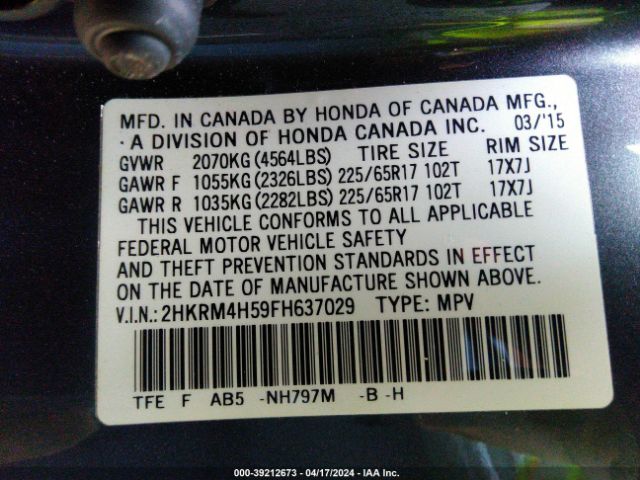 MFD. IN CANADA BY HONDA OF CANADA MFG.,
· A DIVISION OF HONDA CANADA INC. 03/'15
GVWR 2070KG (4564LBS) TIRE SIZE RIM SIZE
GAWR F 1055KG (2326LBS) 225/65R17 102T 17X7J
GAWR R 1035KG (2282LBS) 225/65R17 102T 17X7J
THIS VEHICLE CONFORMS TO ALL APPLICABLE
FEDERAL MOTOR VEHICLE SAFETY
AND THEFT PREVENTION STANDARDS IN EFFECT
ON THE DATE OF MANUFACTURE SHOWN ABOVE.
V.I.N.: 2HKRM4H59FH637029 TYPE: MPV
TFE F AB5 -NH797M -B -H
000-39212673 - 04/17/2024 - IAA Inc.